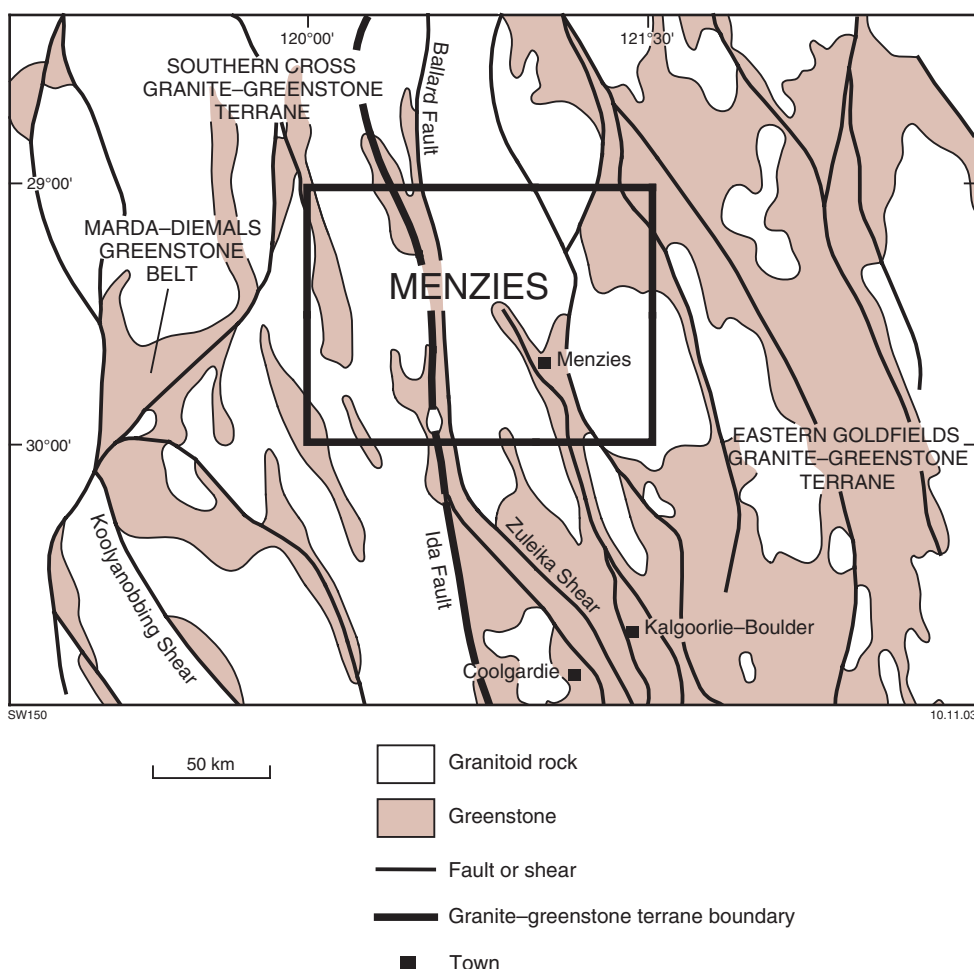 120°00'
121°30'
SOUTHERN CROSS
GRANITE–GREENSTONE
TERRANE
Ballard Fault
29°00'
MARDA–DIEMALS
GREENSTONE
BELT
MENZIES
Menzies
30°00'
EASTERN GOLDFIELDS
GRANITE–GREENSTONE
TERRANE
Koolyanobbing Shear
Ida Fault
Zuleika Shear
Kalgoorlie–Boulder
Coolgardie
SW150
10.11.03
50 km
Granitoid rock
Greenstone
Fault or shear
Granite–greenstone terrane boundary
Town